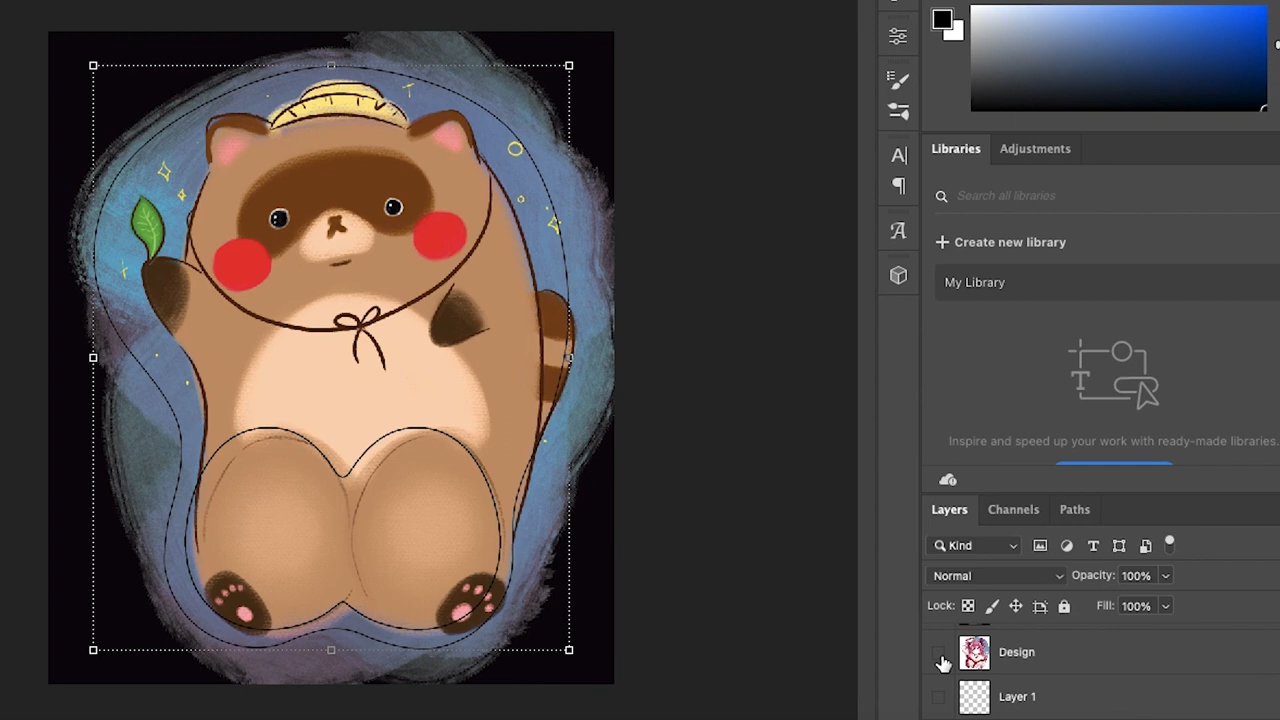 Libraries
Adjustments
Search all libraries
Create new library
My Library
Inspire and speed up your work with ready-made libraries.
Layers
Channels
Paths
Kind
Normal
Opacity: 100%
Lock:
Fill: 100%
Design
Layer 1